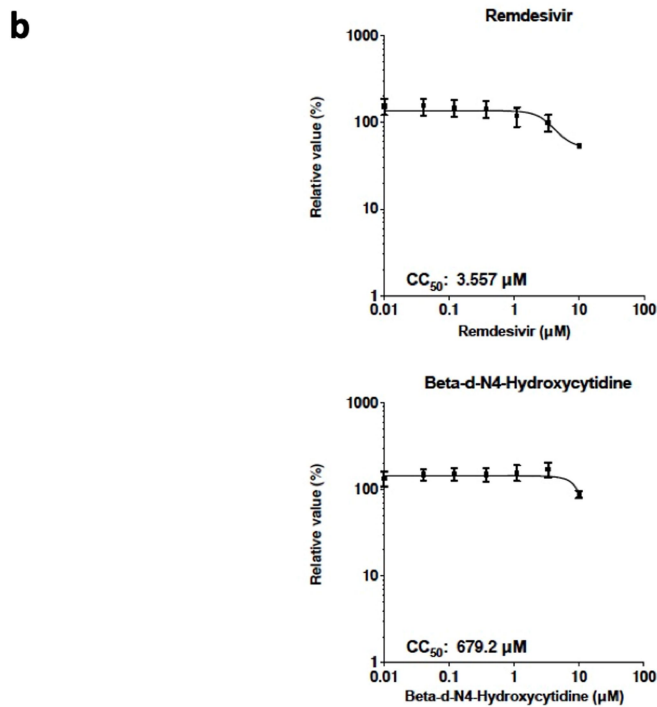 b
Remdesivir
1000
100
10
1
Relative value (%)
CC50: 3.557 µM
0.01 0.1 1 10 100
Remdesivir (µM)
Beta-d-N4-Hydroxycytidine
1000
100
10
1
Relative value (%)
CC50: 679.2 µM
0.01 0.1 1 10 100
Beta-d-N4-Hydroxycytidine (µM)